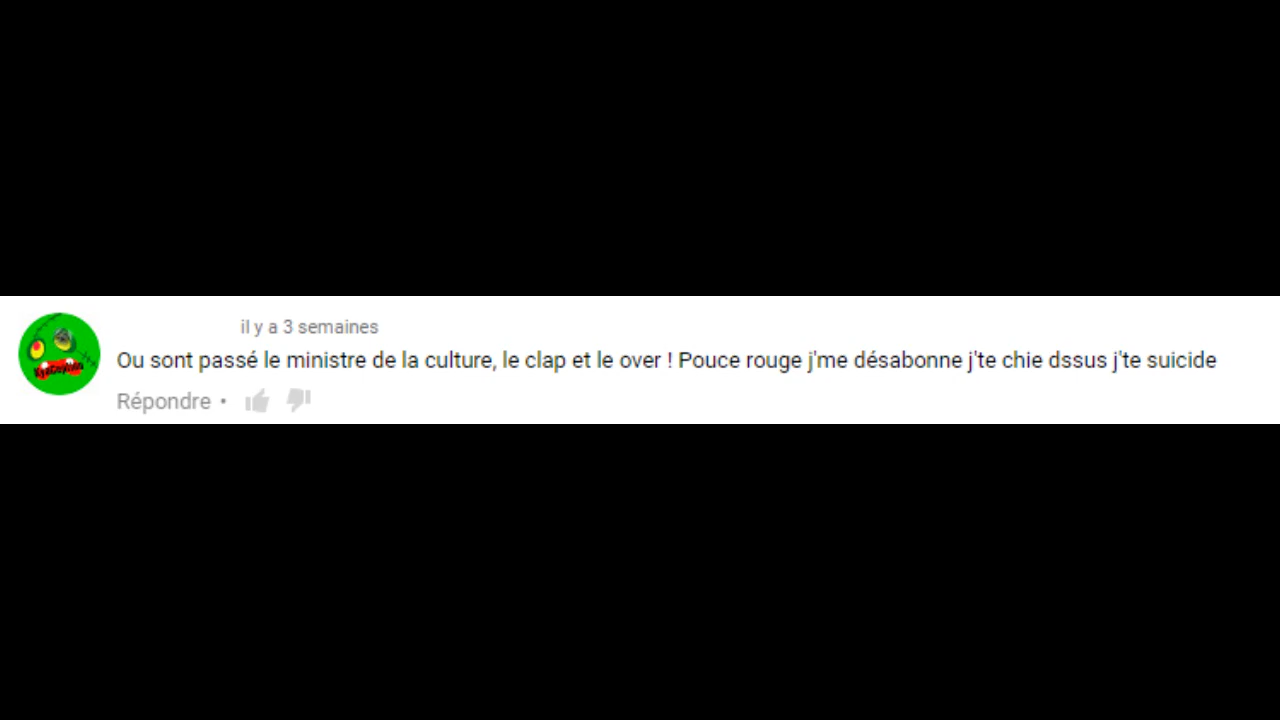 il y a 3 semaines
Ou sont passé le ministre de la culture, le clap et le over ! Pouce rouge j'me désabonne j'te chie dssus j'te suicide
Répondre •